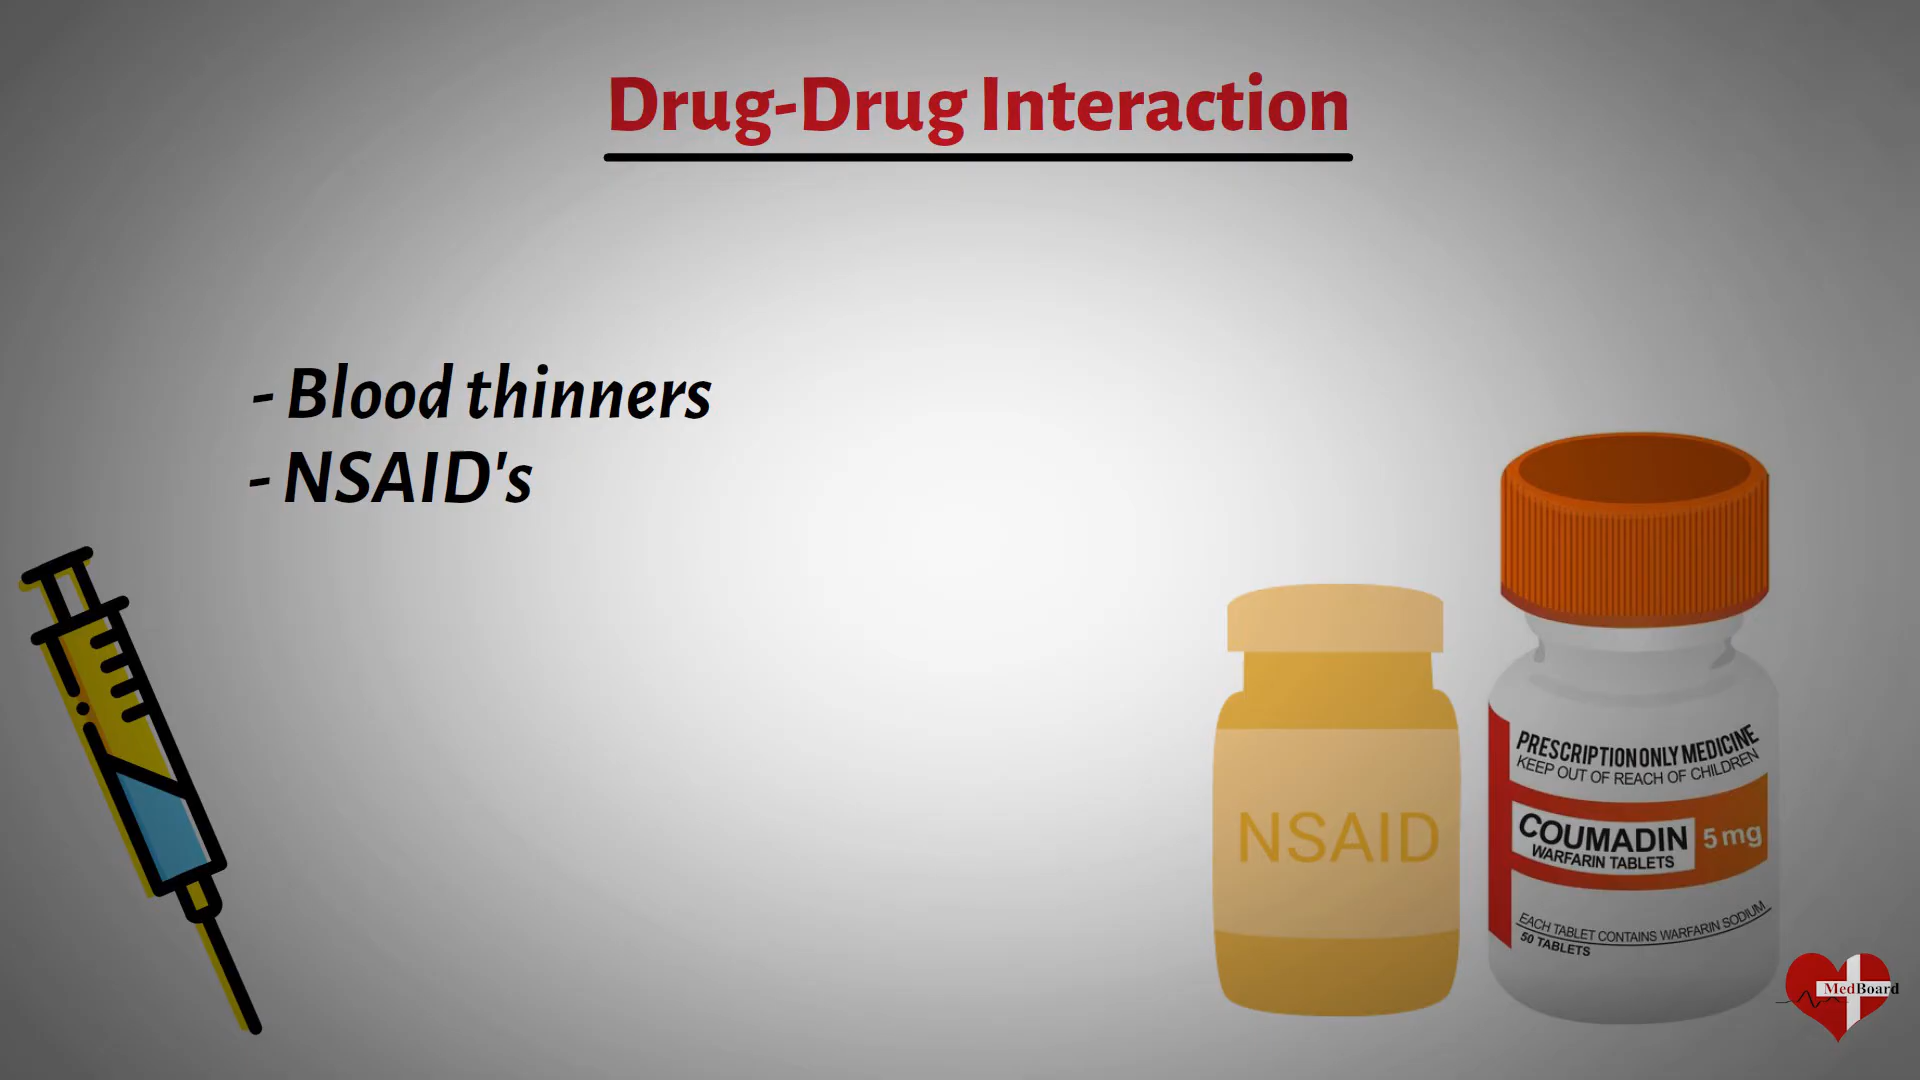 Drug-Drug Interaction
- Blood thinners
- NSAID's
NSAID
PRESCRIPTION ONLY MEDICINE
KEEP OUT OF REACH OF CHILDREN
COUMADIN 5 mg
WARFARIN TABLETS
EACH TABLET CONTAINS WARFARIN SODIUM
50 TABLETS
MedBoard